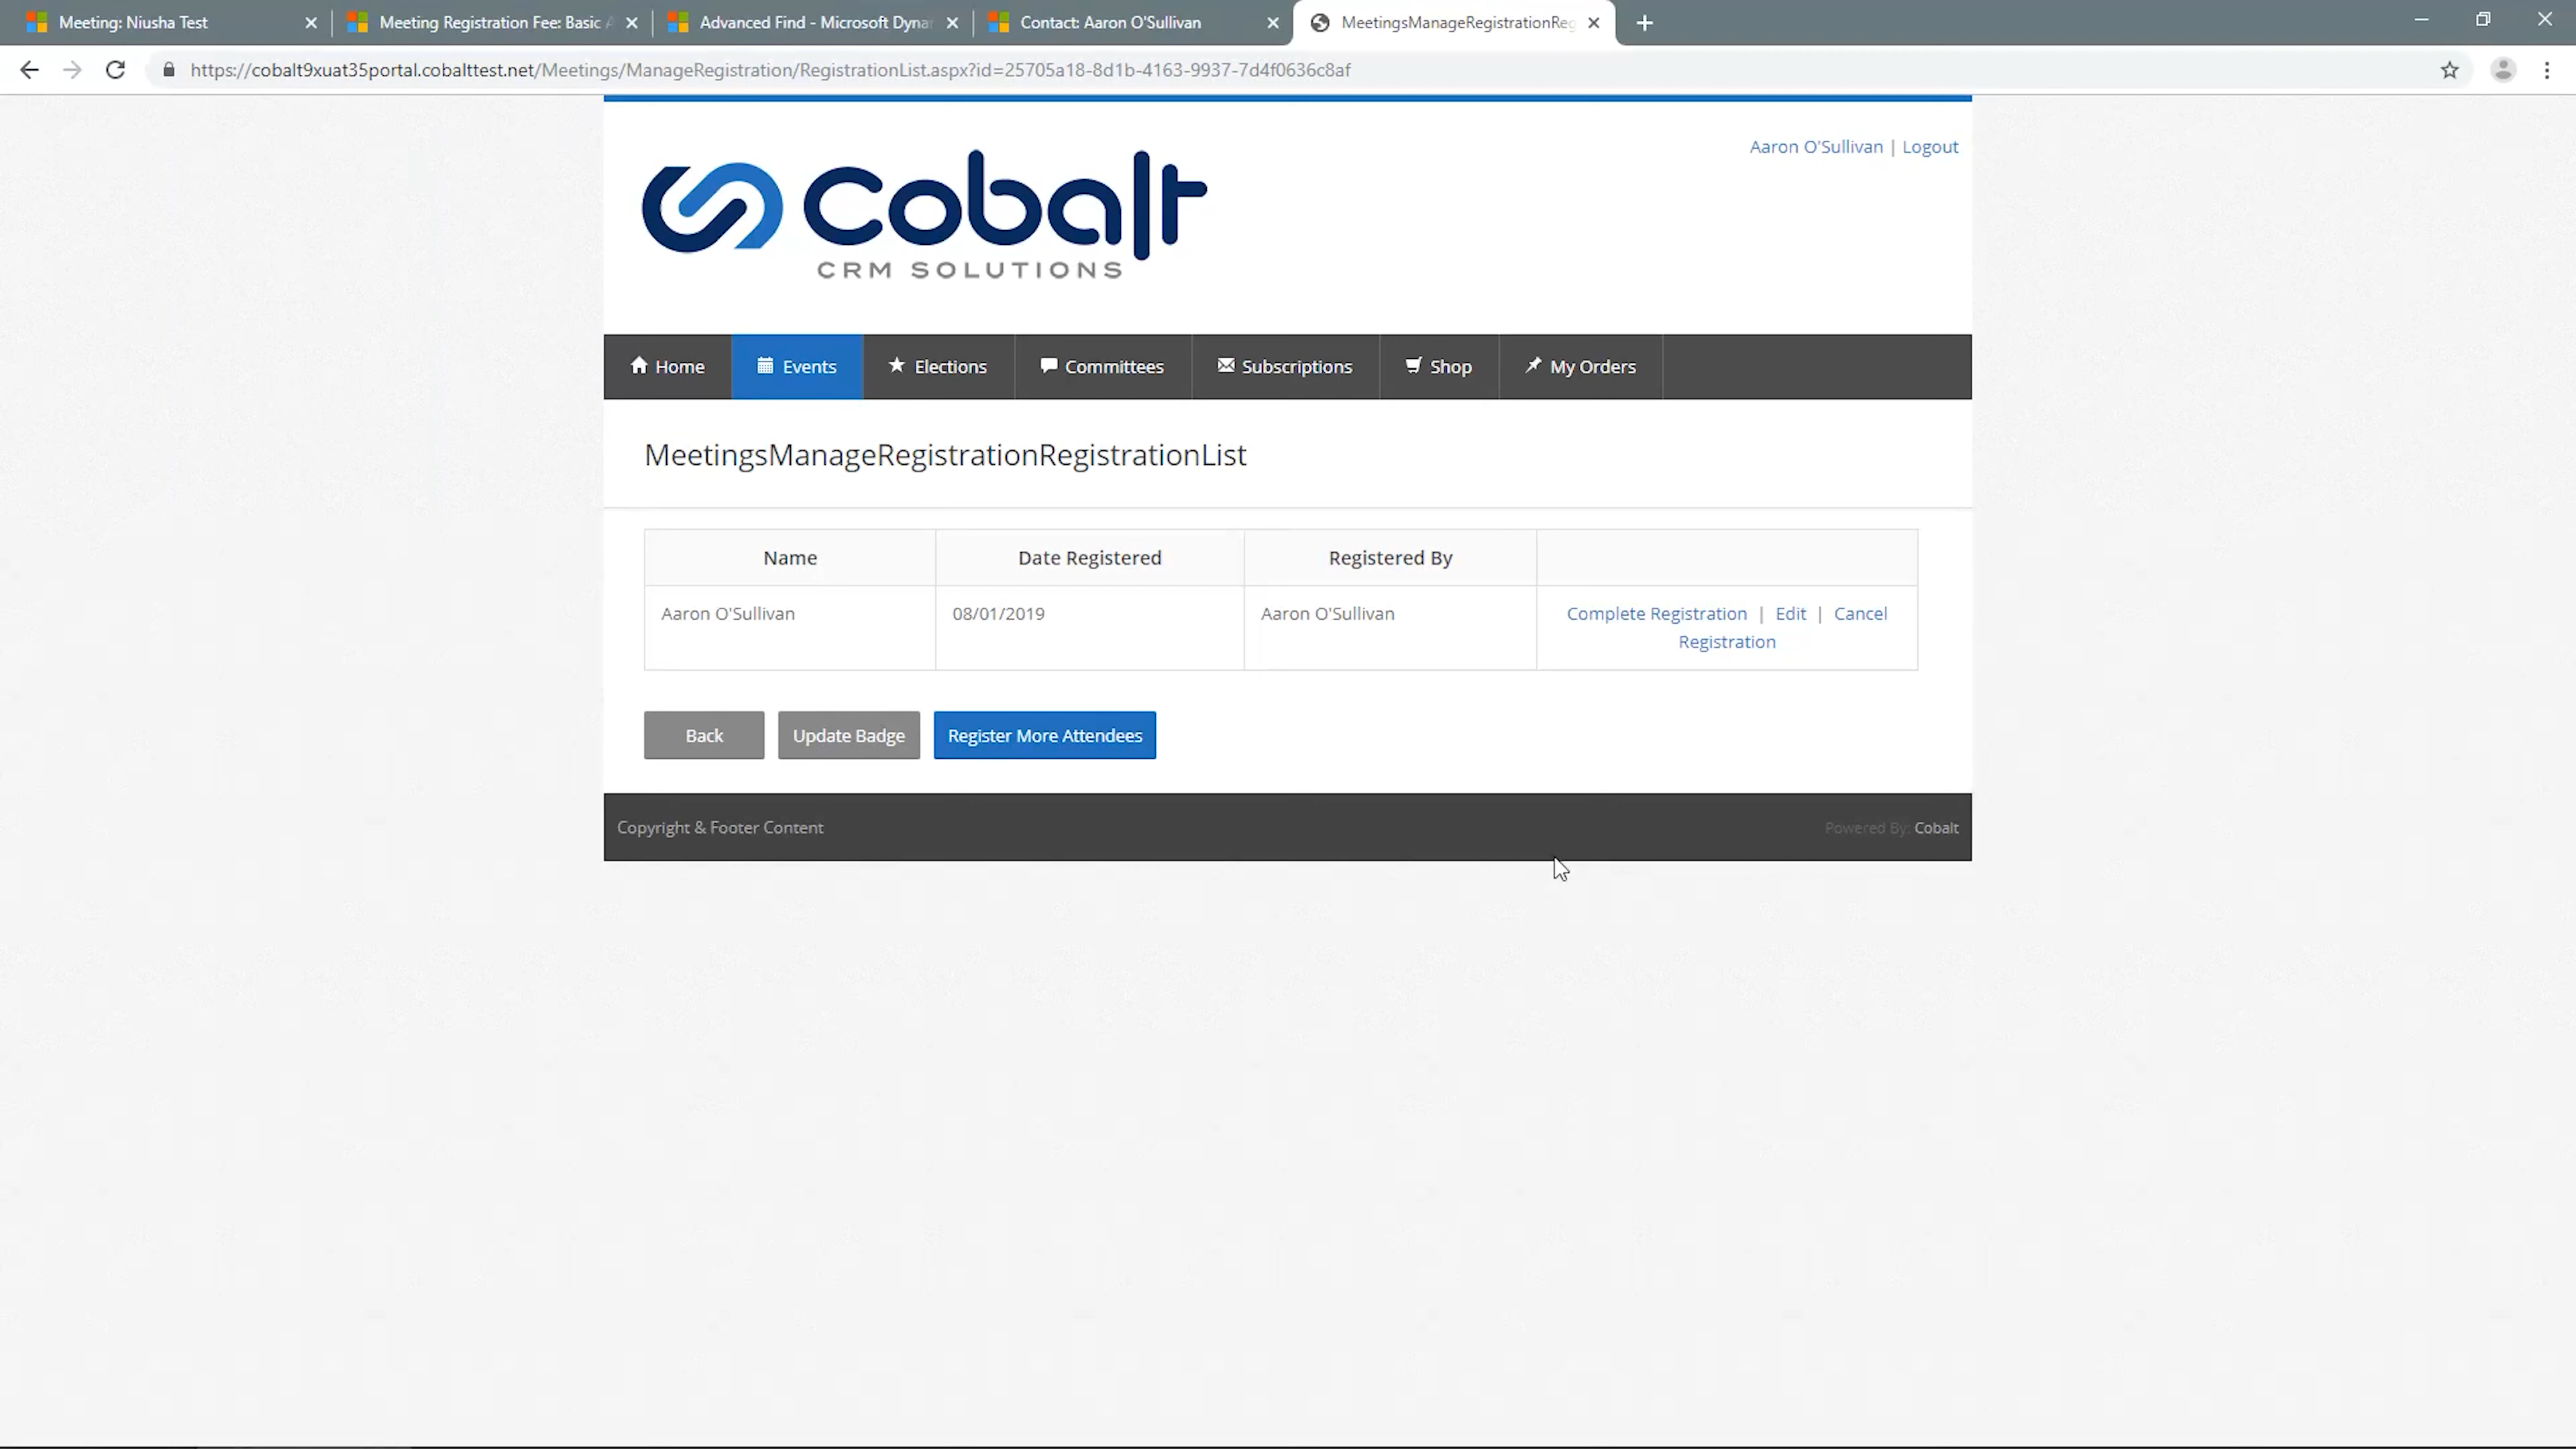 Meeting: Niusha Test
Meeting Registration Fee: Basic
Advanced Find - Microsoft
Contact: Aaron O'Sullivan
https://cobalt9xuat35portal.cobalttest.net/Meetings/ManageRegistration/RegistrationList.aspx?id=25705a18-8d1b-4163-9937-7d4f0636c8af
Aaron O'Sullivan | Logout
Cobalt
CRM SOLUTIONS
Home Events Elections Committees Subscriptions Shop My Orders
MeetingsManageRegistrationRegistrationList
Name Date Registered Registered By
Aaron O'Sullivan 08/01/2019 Aaron O'Sullivan Complete Registration | Edit | Cancel
Registration
Back Update Badge Register More Attendees
Copyright & Footer Content Powered By: Cobalt